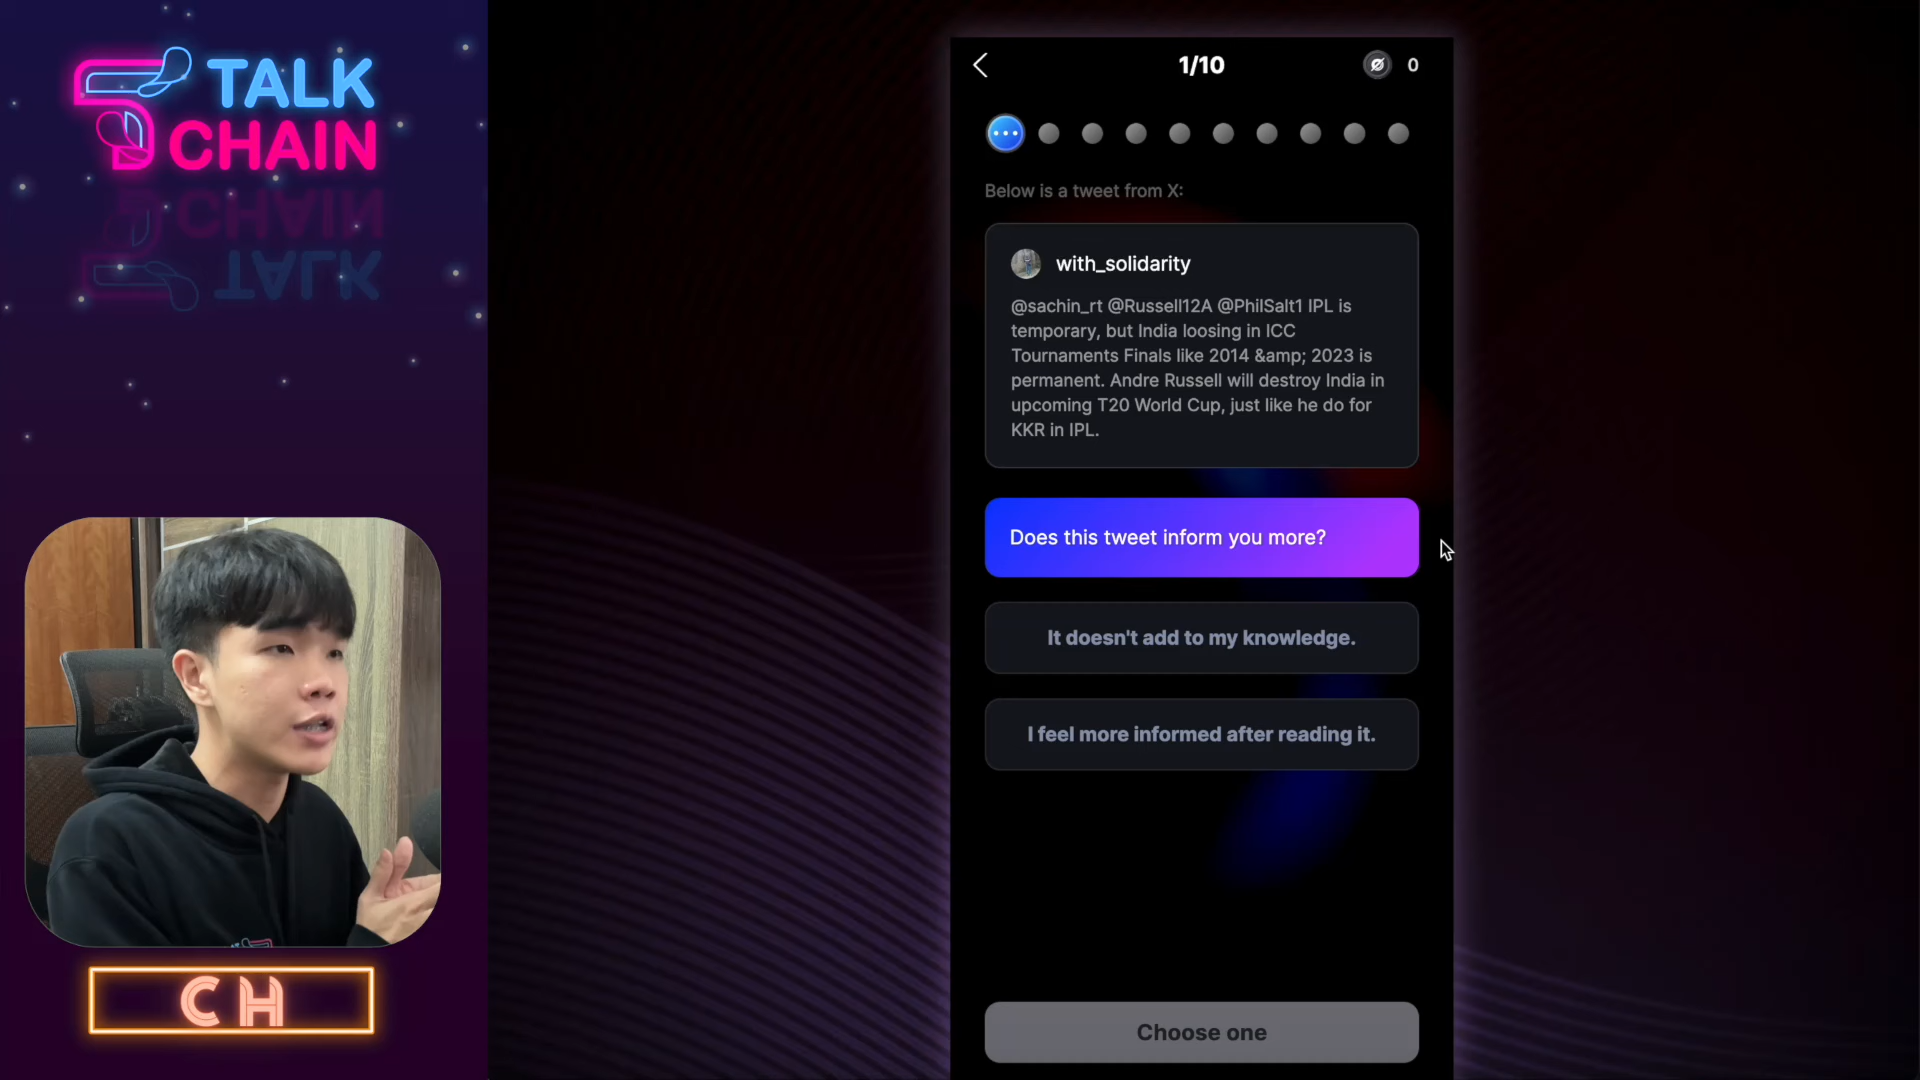 TALK
CHAIN
CH
1/10
0
Below is a tweet from X:
with_solidarity
@sachin_rt @Russell12A @PhilSalt1 IPL is
temporary, but India loosing in ICC
Tournaments Finals like 2014 &amp; 2023 is
permanent. Andre Russell will destroy India in
upcoming T20 World Cup, just like he do for
KKR in IPL.
Does this tweet inform you more?
It doesn't add to my knowledge.
I feel more informed after reading it.
Choose one